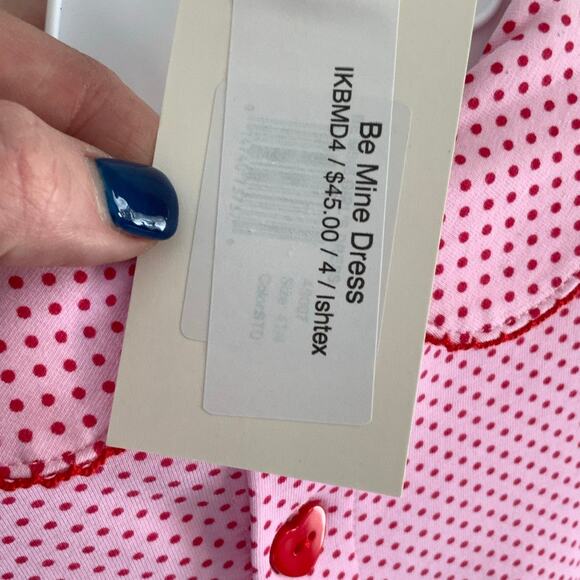 Be Mine Dress
IKBMD4 / $45.00 / 4 / Ishtex